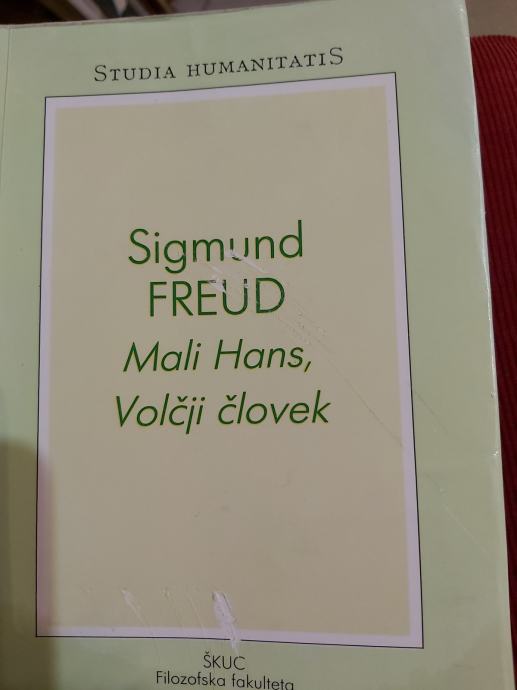 STUDIA HUMANITATIS
Sigmund
FREUD
Mali Hans,
Volčji človek
ŠKUC
Filozofska fakulteta